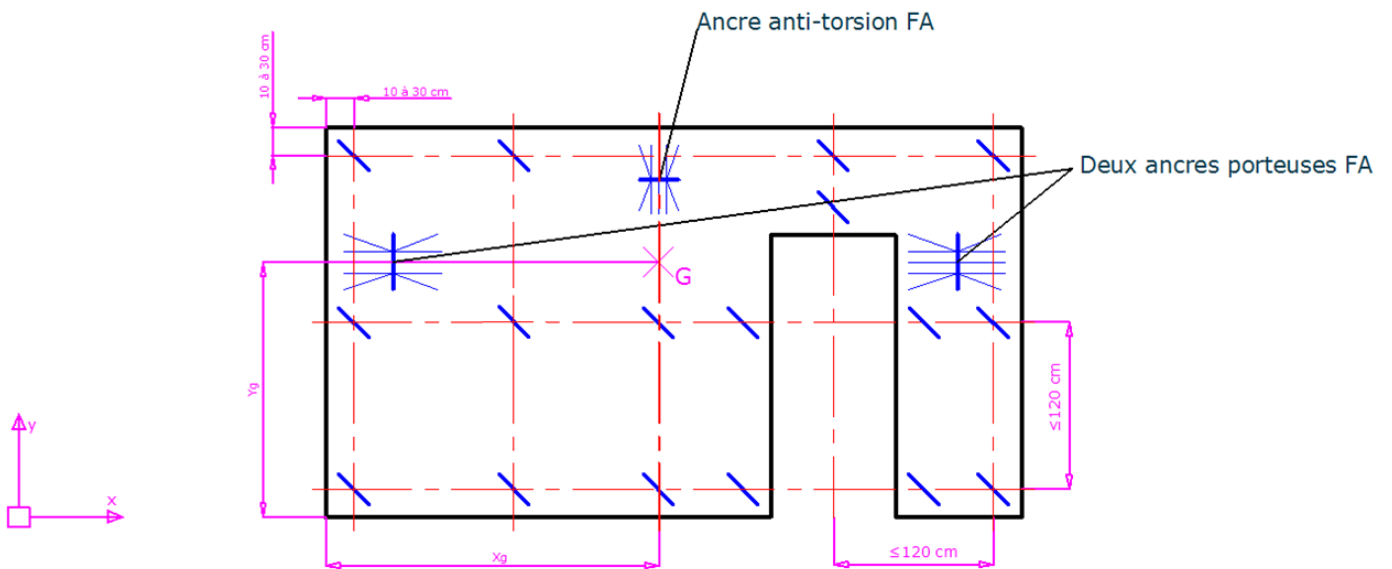 Ancre anti-torsion FA
10 à 30 cm
10 à 30 cm
Deux ancres porteuses FA
G
Yg
≤120 cm
y
x
Xg
≤120 cm